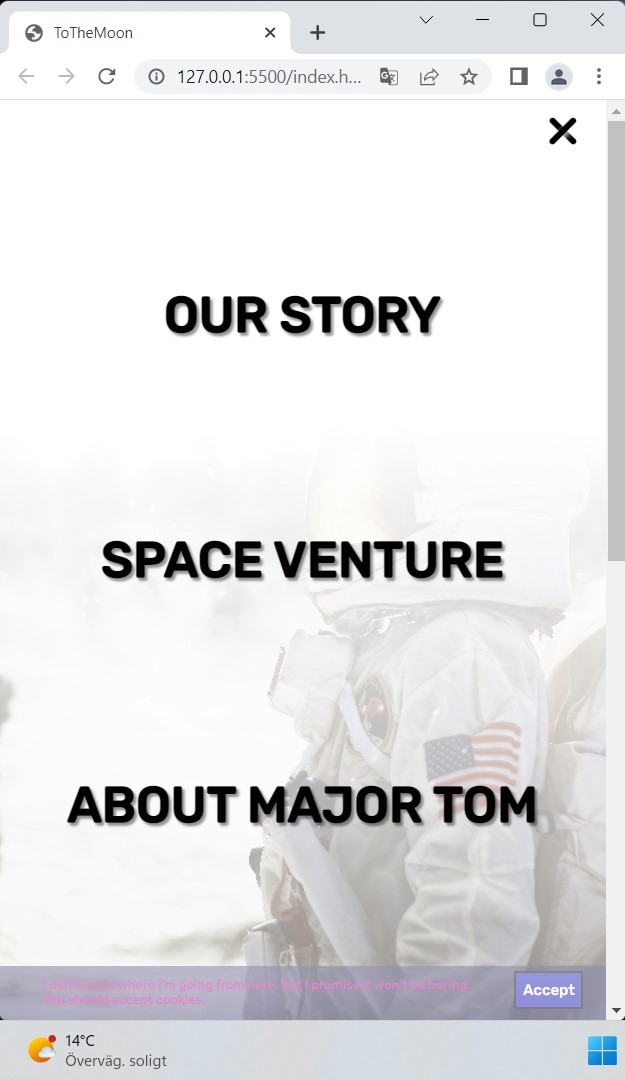 ToTheMoon
127.0.0.1:5500/index.h...
OUR STORY
SPACE VENTURE
ABOUT MAJOR TOM
I don't know where I'm going from here, but I promise it won't be boring.
You should accept cookies.
Accept
14°C
Överväg. soligt